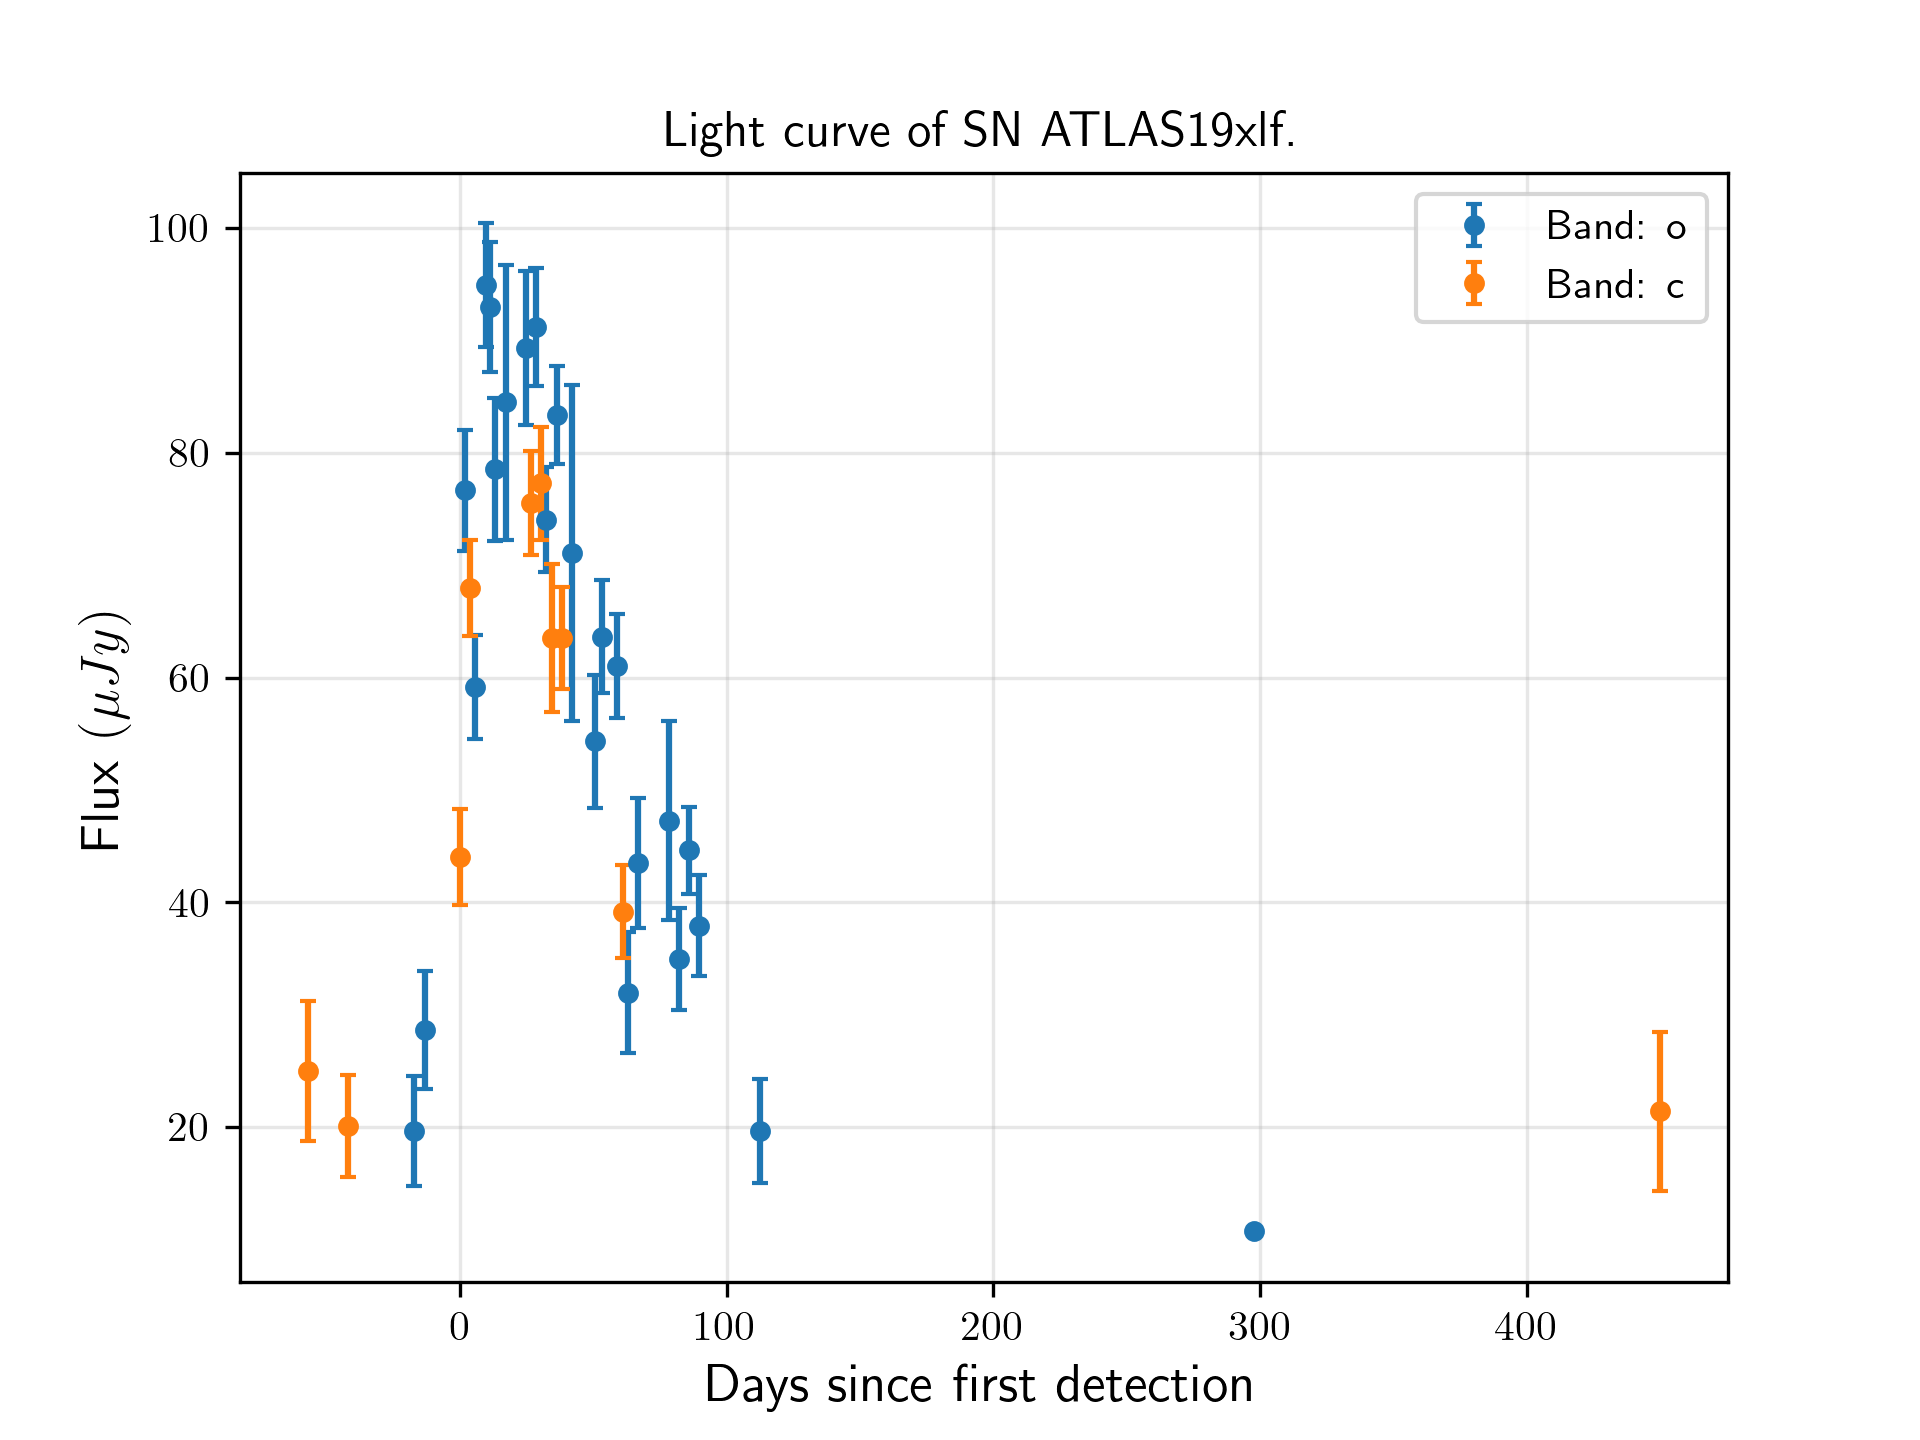 Light curve of SN ATLAS19xlf.
100
80
60
40
20
Flux (μJy)
Band: o
Band: c
0 100 200 300 400
Days since first detection